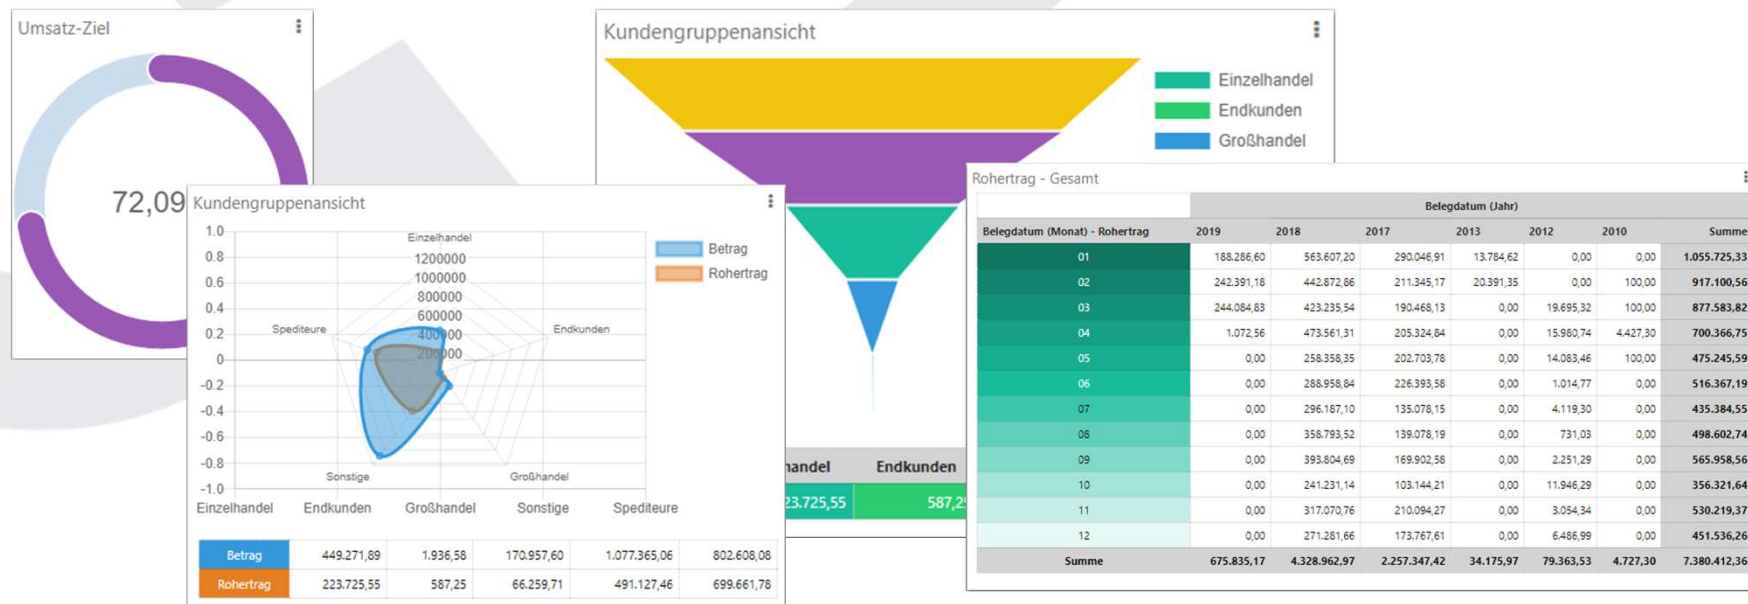 Umsatz-Ziel
72,09
Kundengruppenansicht
Einzelhandel
Endkunden
Großhandel
handel Endkunden
23.725,55 587,25
Kundengruppenansicht
Betrag
Rohertrag
1.0
0.8
0.6
0.4
0.2
0
-0.2
-0.4
-0.6
-0.8
-1.0
Einzelhandel
1200000
1000000
800000
600000
400000
200000
Spediteure Endkunden
Sonstige Großhandel
Einzelhandel Endkunden Großhandel Sonstige Spediteure
Betrag 449.271,89 1.936,58 170.957,60 1.077.365,06 802.608,08
Rohertrag 223.725,55 587,25 66.259,71 491.127,46 699.661,78
Rohertrag - Gesamt
Belegdatum (Jahr)
Belegdatum (Monat) - Rohertrag 2019 2018 2017 2013 2012 2010 Summe
01 188.286,60 563.607,20 290.046,91 13.784,62 0,00 0,00 1.055.725,33
02 242.391,18 442.872,86 211.345,17 20.391,35 0,00 100,00 917.100,56
03 244.084,83 423.235,54 190.468,13 0,00 19.695,32 100,00 877.583,82
04 1.072,56 473.561,31 205.324,84 0,00 15.980,74 4.427,30 700.366,75
05 0,00 258.358,35 202.703,78 0,00 14.083,46 100,00 475.245,59
06 0,00 288.958,84 226.393,58 0,00 1.014,77 0,00 516.367,19
07 0,00 296.187,10 135.078,15 0,00 4.119,30 0,00 435.384,55
08 0,00 358.793,52 139.078,19 0,00 731,03 0,00 498.602,74
09 0,00 393.804,69 169.902,58 0,00 2.251,29 0,00 565.958,56
10 0,00 241.231,14 103.144,21 0,00 11.946,29 0,00 356.321,64
11 0,00 317.070,76 210.094,27 0,00 3.054,34 0,00 530.219,37
12 0,00 271.281,66 173.767,61 0,00 6.486,99 0,00 451.536,26
Summe 675.835,17 4.328.962,97 2.257.347,42 34.175,97 79.363,53 4.727,30 7.380.412,36